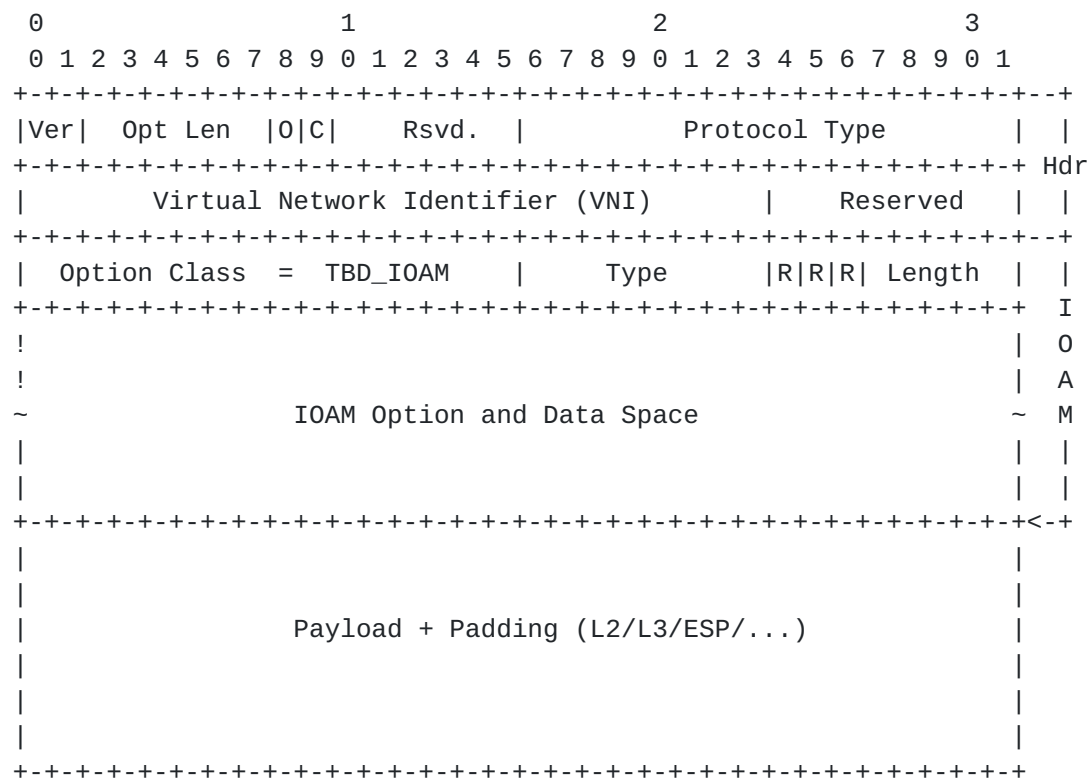 0                   1                   2                   3
 0 1 2 3 4 5 6 7 8 9 0 1 2 3 4 5 6 7 8 9 0 1 2 3 4 5 6 7 8 9 0 1
+-+-+-+-+-+-+-+-+-+-+-+-+-+-+-+-+-+-+-+-+-+-+-+-+-+-+-+-+-+-+-+-+--+
|Ver|  Opt Len  |O|C|    Rsvd.  |          Protocol Type        |  |
+-+-+-+-+-+-+-+-+-+-+-+-+-+-+-+-+-+-+-+-+-+-+-+-+-+-+-+-+-+-+-+-+ Hdr
|        Virtual Network Identifier (VNI)       |    Reserved   |  |
+-+-+-+-+-+-+-+-+-+-+-+-+-+-+-+-+-+-+-+-+-+-+-+-+-+-+-+-+-+-+-+-+--+
|  Option Class  =  TBD_IOAM    |     Type      |R|R|R| Length  |  |
+-+-+-+-+-+-+-+-+-+-+-+-+-+-+-+-+-+-+-+-+-+-+-+-+-+-+-+-+-+-+-+-+  I
!                                                               |  O
!                                                               |  A
~                 IOAM Option and Data Space                    ~  M
|                                                               |  |
|                                                               |  |
+-+-+-+-+-+-+-+-+-+-+-+-+-+-+-+-+-+-+-+-+-+-+-+-+-+-+-+-+-+-+-+-+<-+
|                                                               |
|                                                               |
|                 Payload + Padding (L2/L3/ESP/...)             |
|                                                               |
|                                                               |
|                                                               |
+-+-+-+-+-+-+-+-+-+-+-+-+-+-+-+-+-+-+-+-+-+-+-+-+-+-+-+-+-+-+-+-+